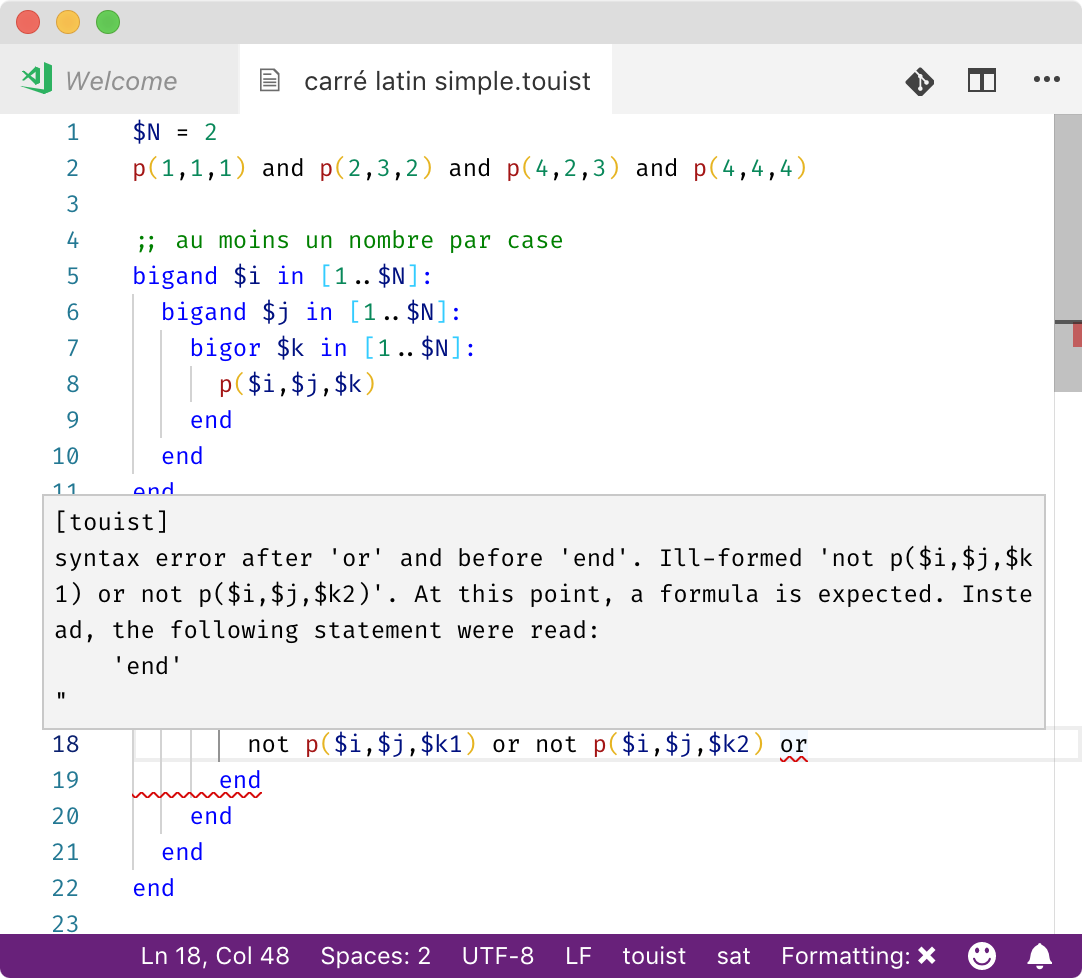 Welcome
carré latin simple.touist
1 $N = 2
2 p(1,1,1) and p(2,3,2) and p(4,2,3) and p(4,4,4)
3
4 ;; au moins un nombre par case
5 bigand $i in [1..$N]:
6 bigand $j in [1..$N]:
7 bigor $k in [1..$N]:
8 p($i,$j,$k)
9 end
10 end
11 end
[touist]
syntax error after 'or' and before 'end'. Ill-formed 'not p($i,$j,$k
1) or not p($i,$j,$k2)'. At this point, a formula is expected. Inste
ad, the following statement were read:
'end'
"
18 not p($i,$j,$k1) or not p($i,$j,$k2) or
19 end
20 end
21 end
22 end
23
Ln 18, Col 48 Spaces: 2 UTF-8 LF touist sat Formatting: ✖